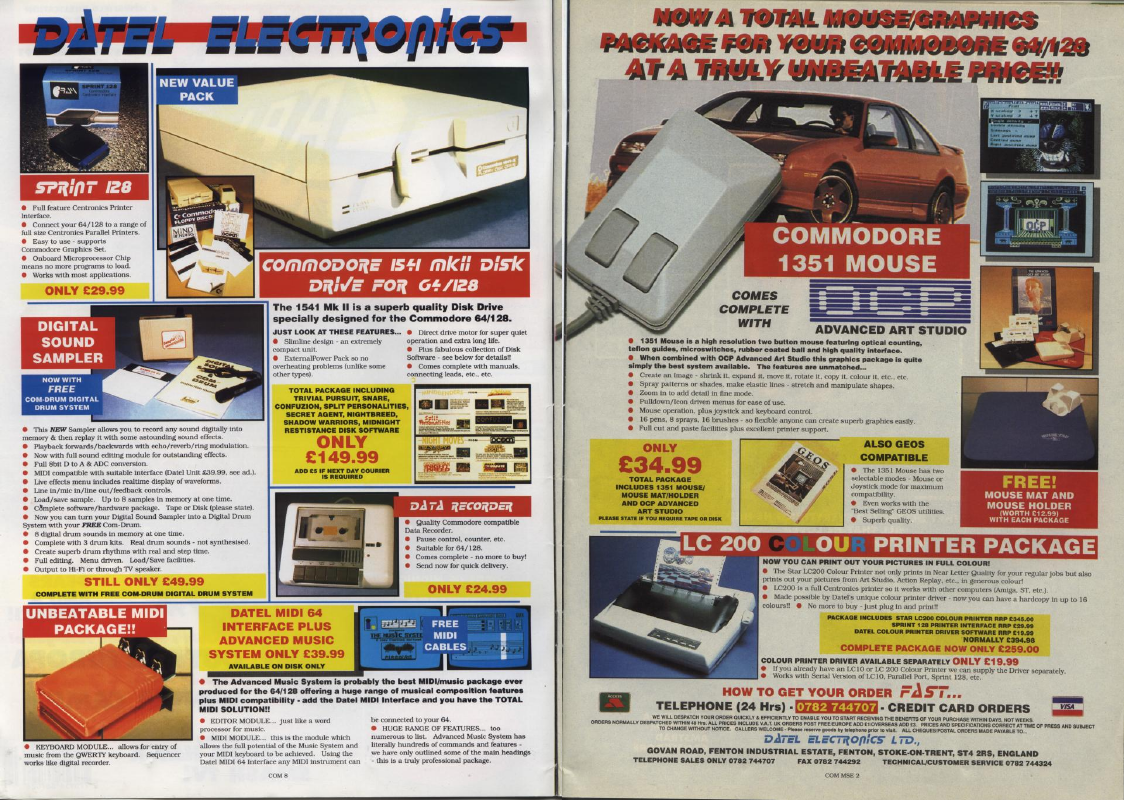 DATEL ELECTRONICS
SPRINT 128
NEW VALUE
PACK
SPRINT 128
● Full feature Centronics Printer
interface.
● Connect your 64/128 to a range of
full size Centronics Parallel Printers.
● Easy to use - supports
Commodore Graphics Set.
● Onboard Microprocessor Chip
means no more programs to load.
● Works with most applications.
ONLY £29.99
COMMODORE 1541 MKII DISK
DRIVE FOR 64/128
The 1541 Mk II is a superb quality Disk Drive
specially designed for the Commodore 64/128.
JUST LOOK AT THESE FEATURES...
● Slimline design - an extremely
compact unit.
● ExternalPower Pack so no
overheating problems (unlike some
other types).
● Direct drive motor for super quiet
operation and extra long life.
● Plus fabulous collection of Disk
Software - see below for details!!
● Comes complete with manuals,
connecting leads, etc., etc.
TOTAL PACKAGE INCLUDING
TRIVIAL PURSUIT, SNARE,
CONFUZION, SPLIT PERSONALITIES,
SECRET AGENT, NIGHTBREED,
SHADOW WARRIORS, MIDNIGHT
RESTISTANCE DISK SOFTWARE
ONLY
£149.99
ADD £5 IF NEXT DAY COURIER
IS REQUIRED
DIGITAL
SOUND
SAMPLER
NOW WITH
FREE
COM-DRUM DIGITAL
DRUM SYSTEM
● This NEW Sampler allows you to record any sound digitally into
memory & then replay it with some astounding sound effects.
● Playback forwards/backwards with echo/reverb/ring modulation.
● Now with full sound editing module for outstanding effects.
● Full 8bit D to A & ADC conversion.
● MIDI compatible with suitable interface (Datel Unit £39.99, see ad.).
● Live effects menu includes realtime display of waveforms.
● Line in/mic in/line out/feedback controls.
● Load/save sample. Up to 8 samples in memory at one time.
● Complete software/hardware package. Tape or Disk (please state).
● Now you can turn your Digital Sound Sampler into a Digital Drum
System with your FREE Com-Drum.
● 8 digital drum sounds in memory at one time.
● Complete with 3 drum kits. Real drum sounds - not synthesised.
● Create superb drum rhythms with real and step time.
● Full editing. Menu driven. Load/Save facilities.
● Output to Hi-Fi or through TV speaker.
STILL ONLY £49.99
COMPLETE WITH FREE COM-DRUM DIGITAL DRUM SYSTEM
DATA RECORDER
● Quality Commodore compatible
Data Recorder.
● Pause control, counter, etc.
● Suitable for 64/128.
● Comes complete - no more to buy!
● Send now for quick delivery.
ONLY £24.99
UNBEATABLE MIDI
PACKAGE!!
DATEL MIDI 64
INTERFACE PLUS
ADVANCED MUSIC
SYSTEM ONLY £39.99
AVAILABLE ON DISK ONLY
FREE
MIDI
CABLES
● The Advanced Music System is probably the best MIDI/music package ever
produced for the 64/128 offering a huge range of musical composition features
plus MIDI compatibility - add the Datel MIDI Interface and you have the TOTAL
MIDI SOLUTION!!
● KEYBOARD MODULE... allows for entry of
music from the QWERTY keyboard. Sequencer
works like digital recorder.
● EDITOR MODULE... just like a word
processor for music.
● MIDI MODULE... this is the module which
allows the full potential of the Music System and
your MIDI keyboard to be achieved. Using the
Datel MIDI 64 Interface any MIDI instrument can
be connected to your 64.
● HUGE RANGE OF FEATURES... too
numerous to list. Advanced Music System has
literally hundreds of commands and features -
we have only outlined some of the main headings
- this is a truly professional package.
COM 8
NOW A TOTAL MOUSE/GRAPHICS
PACKAGE FOR YOUR COMMODORE 64/128
AT A TRULY UNBEATABLE PRICE!!
COMMODORE
1351 MOUSE
COMES
COMPLETE
WITH
OCP
ADVANCED ART STUDIO
● 1351 Mouse is a high resolution two button mouse featuring optical counting,
teflon guides, microswitches, rubber coated ball and high quality interface.
● When combined with OCP Advanced Art Studio this graphics package is quite
simply the best system available. The features are unmatched...
● Create an image - shrink it, expand it, move it, rotate it, copy it, colour it, etc., etc.
● Spray patterns or shades, make elastic lines - stretch and manipulate shapes.
● Zoom in to add detail in fine mode.
● Pulldown/Icon driven menus for ease of use.
● Mouse operation, plus joystick and keyboard control.
● 16 pens, 8 sprays, 16 brushes - so flexible anyone can create superb graphics easily.
● Full cut and paste facilities plus excellent printer support.
ONLY
£34.99
TOTAL PACKAGE
INCLUDES 1351 MOUSE/
MOUSE MAT/HOLDER
AND OCP ADVANCED
ART STUDIO
PLEASE STATE IF YOU REQUIRE TAPE OR DISK
GEOS
ALSO GEOS
COMPATIBLE
● The 1351 Mouse has two
selectable modes - Mouse or
Joystick mode for maximum
compatibility.
● Even works with the
"Best Selling" GEOS utilities.
● Superb quality.
FREE!
MOUSE MAT AND
MOUSE HOLDER
(WORTH £12.99)
WITH EACH PACKAGE
LC 200 COLOUR PRINTER PACKAGE
NOW YOU CAN PRINT OUT YOUR PICTURES IN FULL COLOUR!
● The Star LC200 Colour Printer not only prints in Near Letter Quality for your regular jobs but also
prints out your pictures from Art Studio, Action Replay, etc., in generous colour!
● LC200 is a full Centronics printer so it works with other computers (Amiga, ST, etc.).
● Made possible by Datel's unique colour printer driver - now you can have a hardcopy in up to 16
colours!! ● No more to buy - just plug in and print!!
PACKAGE INCLUDES STAR LC200 COLOUR PRINTER RRP £345.00
SPRINT 128 PRINTER INTERFACE RRP £29.99
DATEL COLOUR PRINTER DRIVER SOFTWARE RRP £19.99
NORMALLY £394.98
COMPLETE PACKAGE NOW ONLY £259.00
COLOUR PRINTER DRIVER AVAILABLE SEPARATELY ONLY £19.99
● If you already have an LC10 or LC 200 Colour Printer we can supply the Driver separately.
● Works with Serial Version of LC10, Parallel Port, Sprint 128, etc.
HOW TO GET YOUR ORDER FAST...
TELEPHONE (24 Hrs) - 0782 744707 - CREDIT CARD ORDERS
VISA
WE WILL DESPATCH YOUR ORDER QUICKLY & EFFICIENTLY TO ENABLE YOU TO START RECEIVING THE BENEFITS OF YOUR PURCHASE WITHIN DAYS, NOT WEEKS.
ORDERS NORMALLY DESPATCHED WITHIN 48 Hrs. ALL PRICES INCLUDE V.A.T. UK ORDERS POST FREE EUROPE ADD £1/OVERSEAS ADD £3. PRICES AND SPECIFICATIONS CORRECT AT TIME OF PRESS AND SUBJECT
TO CHANGE WITHOUT NOTICE. CALLERS WELCOME - Please reserve goods by telephone prior to visit. ALL CHEQUES/POSTAL ORDERS MADE PAYABLE TO...
DATEL ELECTRONICS LTD.,
GOVAN ROAD, FENTON INDUSTRIAL ESTATE, FENTON, STOKE-ON-TRENT, ST4 2RS, ENGLAND
TELEPHONE SALES ONLY 0782 744707 FAX 0782 744292 TECHNICAL/CUSTOMER SERVICE 0782 744324
COM MSE 2